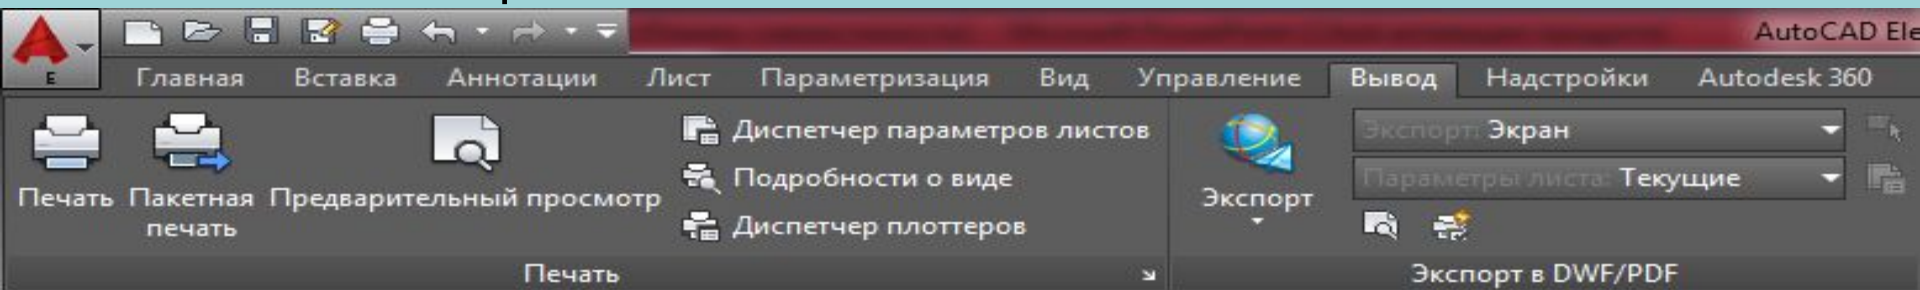 AutoCAD Ele
E
Главная Вставка Аннотации Лист Параметризация Вид Управление Вывод Надстройки Autodesk 360
Печать
Пакетная печать
Предварительный просмотр
Диспетчер параметров листов
Подробности о виде
Диспетчер плоттеров
Экспорт
Экспорт: Экран
Параметры листа: Текущие
Печать
Экспорт в DWF/PDF